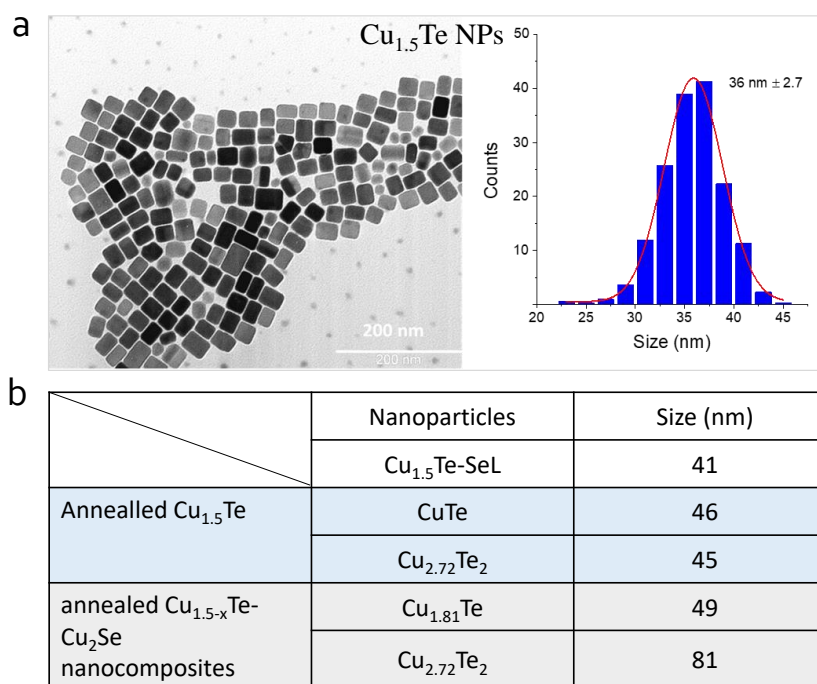 a
Cu₁.₅Te NPs
200 nm
200 nm
50
40
30
20
10
Counts
36 nm ± 2.7
20 25 30 35 40 45
Size (nm)
b
Nanoparticles Size (nm)
Cu₁.₅Te-SeL 41
Annealled Cu₁.₅Te CuTe 46
Cu₂.₇₂Te₂ 45
annealed Cu₁.₅₋ₓTe- Cu₁.₈₁Te 49
Cu₂Se
nanocomposites Cu₂.₇₂Te₂ 81